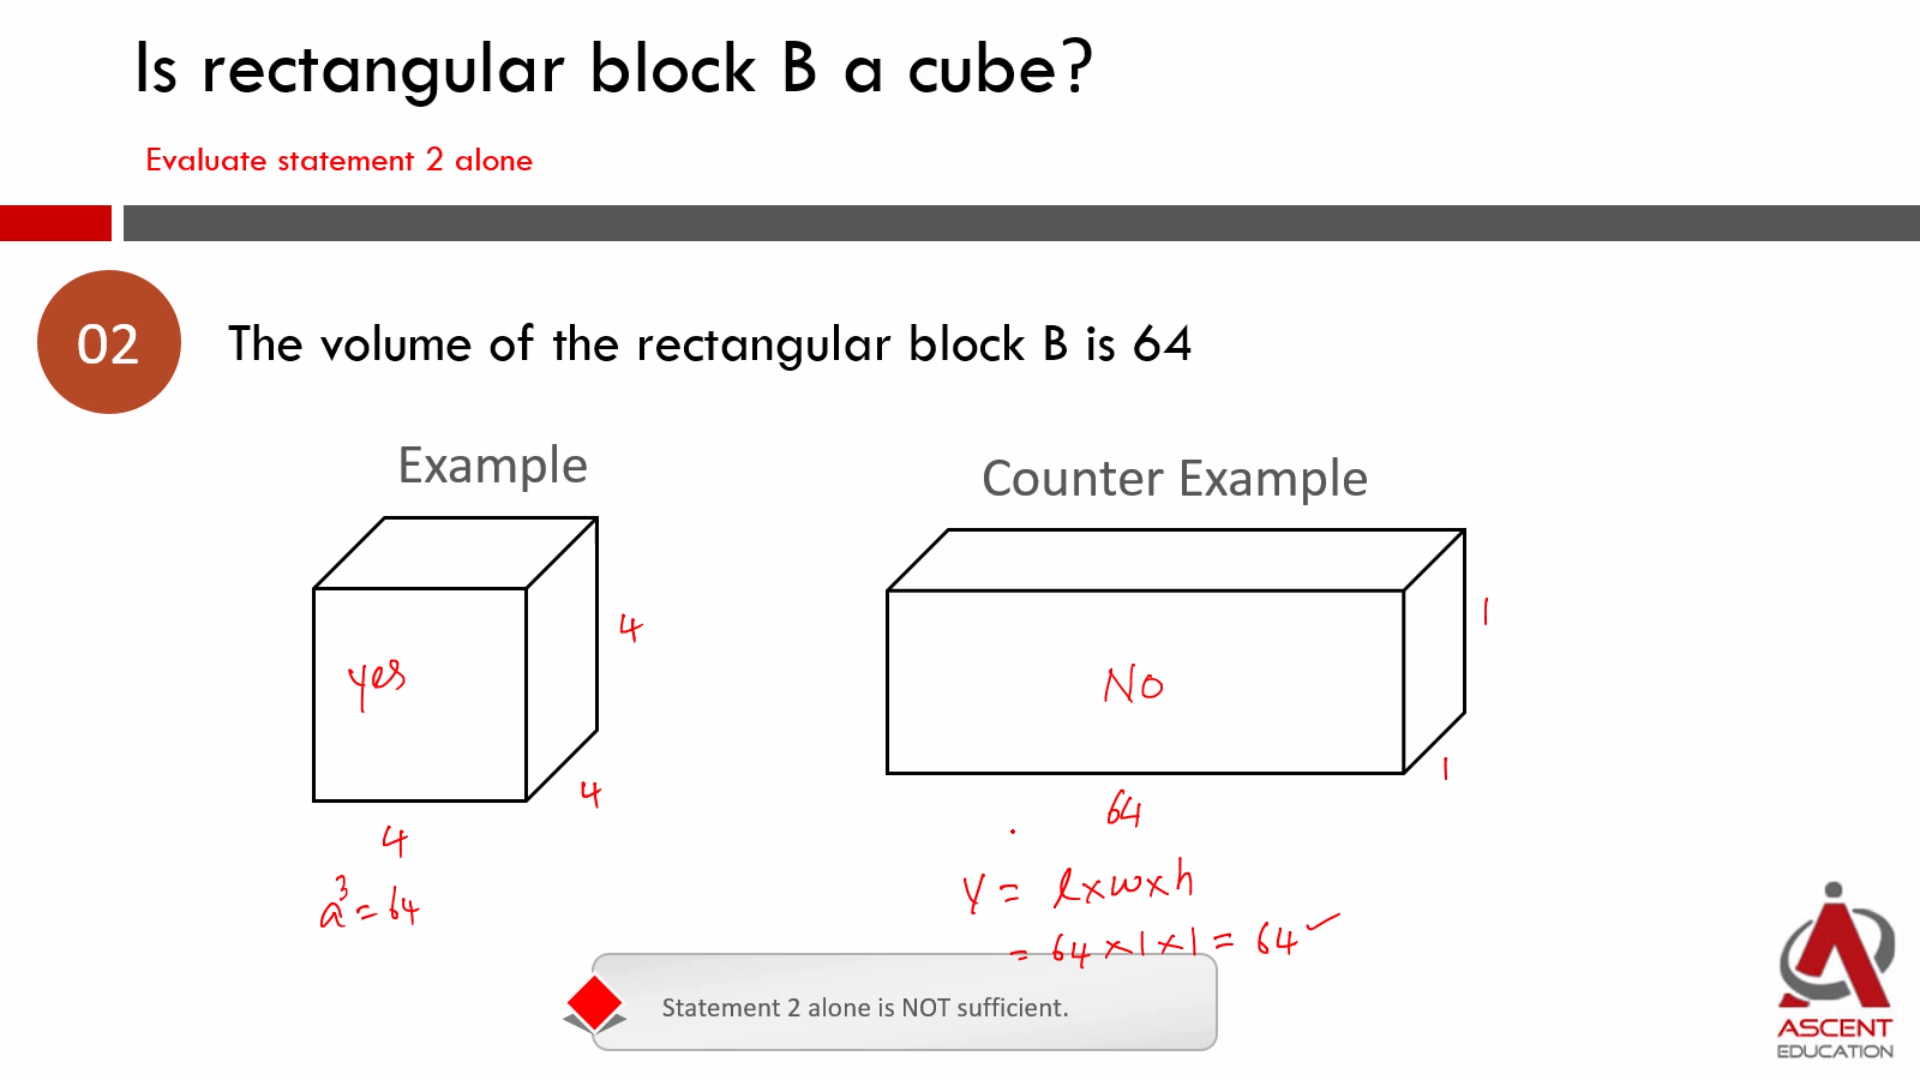 Is rectangular block B a cube?
Evaluate statement 2 alone
02
The volume of the rectangular block B is 64
Example
Counter Example
4
yes
4
4
a³ = 64
1
No
1
64
V = l x w x h
= 64 x 1 x 1 = 64 ✓
Statement 2 alone is NOT sufficient.
ASCENT
EDUCATION